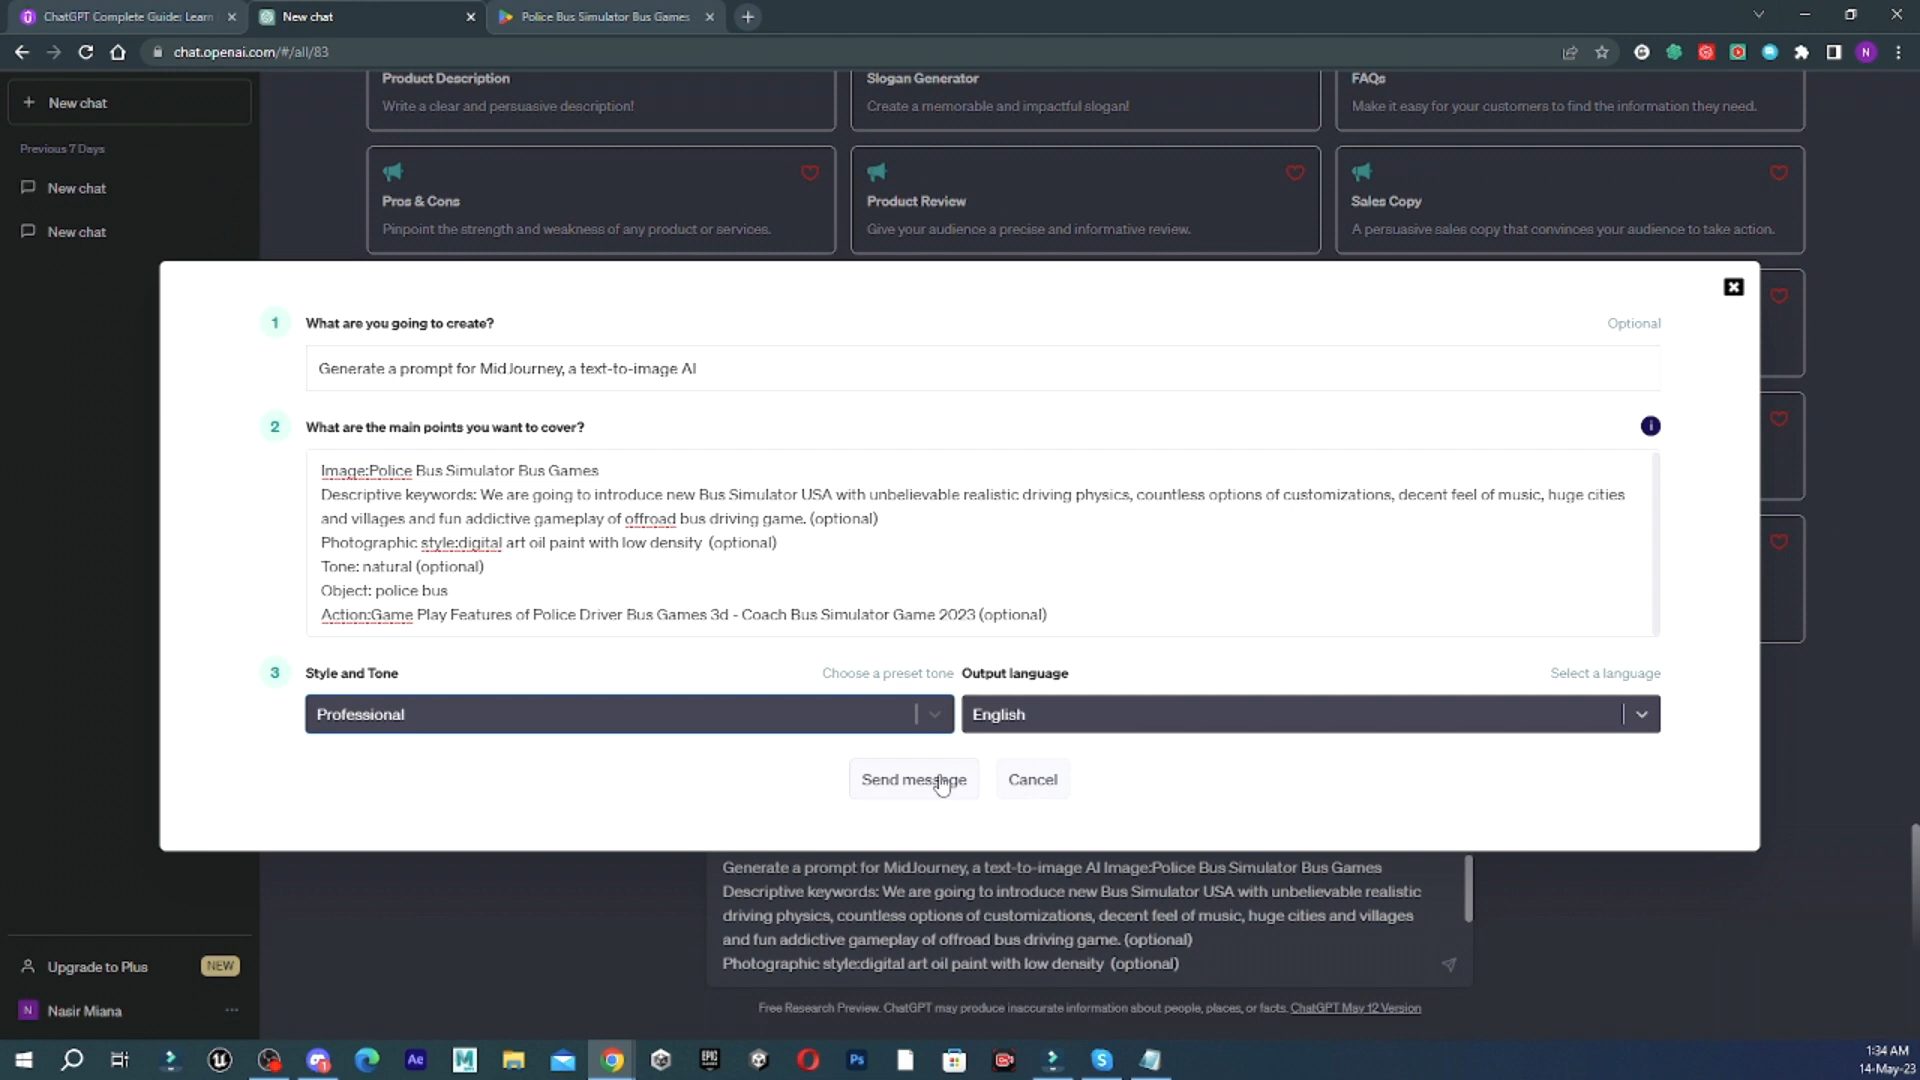 ChatGPT Complete Guide: Learn
New chat
Police Bus Simulator Bus Games
chat.openai.com/#/all/83
N
New chat
Previous 7 Days
New chat
New chat
Product Description
Write a clear and persuasive description!
Slogan Generator
Create a memorable and impactful slogan!
FAQs
Make it easy for your customers to find the information they need.
Pros & Cons
Pinpoint the strength and weakness of any product or services.
Product Review
Give your audience a precise and informative review.
Sales Copy
A persuasive sales copy that convinces your audience to take action.
1 What are you going to create? Optional
Generate a prompt for MidJourney, a text-to-image AI
2 What are the main points you want to cover? i
Image:Police Bus Simulator Bus Games
Descriptive keywords: We are going to introduce new Bus Simulator USA with unbelievable realistic driving physics, countless options of customizations, decent feel of music, huge cities
and villages and fun addictive gameplay of offroad bus driving game. (optional)
Photographic style:digital art oil paint with low density (optional)
Tone: natural (optional)
Object: police bus
Action:Game Play Features of Police Driver Bus Games 3d - Coach Bus Simulator Game 2023 (optional)
3 Style and Tone Choose a preset tone Output language Select a language
Professional English
Send message Cancel
Generate a prompt for MidJourney, a text-to-image AI Image:Police Bus Simulator Bus Games
Descriptive keywords: We are going to introduce new Bus Simulator USA with unbelievable realistic
driving physics, countless options of customizations, decent feel of music, huge cities and villages
and fun addictive gameplay of offroad bus driving game. (optional)
Photographic style:digital art oil paint with low density (optional)
Free Research Preview. ChatGPT may produce inaccurate information about people, places, or facts. ChatGPT May 12 Version
Upgrade to Plus NEW
N Nasir Miana
Ae
M
EPIC
Ps
S
1:34 AM
14-May-23